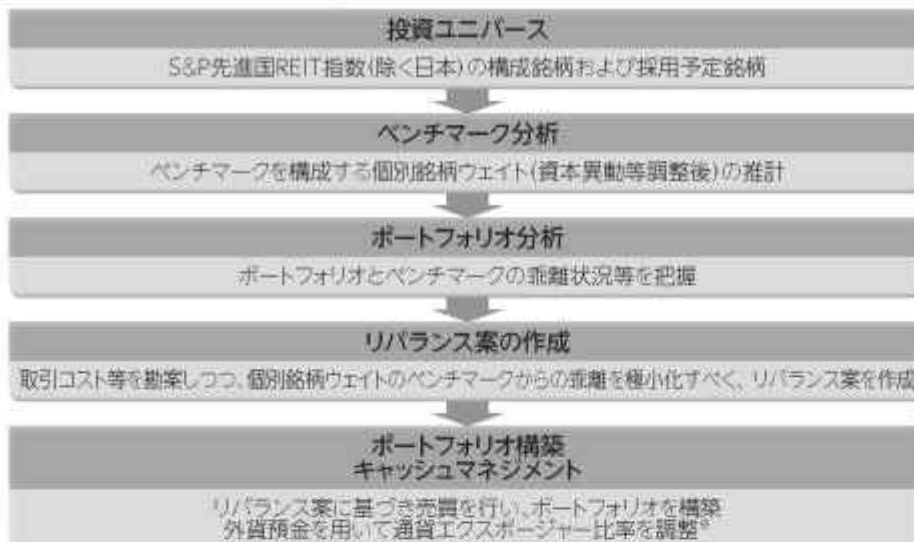 投資ユニバース
S&P先進国REIT指数(除く日本)の構成銘柄および採用予定銘柄
ベンチマーク分析
ベンチマークを構成する個別銘柄ウェイト(資本異動等調整後)の推計
ポートフォリオ分析
ポートフォリオとベンチマークの乖離状況等を把握
リバランス案の作成
取引コスト等を勘案しつつ、個別銘柄ウェイトのベンチマークからの乖離を極小化すべく、リバランス案を作成
ポートフォリオ構築
キャッシュマネジメント
リバランス案に基づき売買を行い、ポートフォリオを構築
外貨預金を用いて通貨エクスポージャー比率を調整※